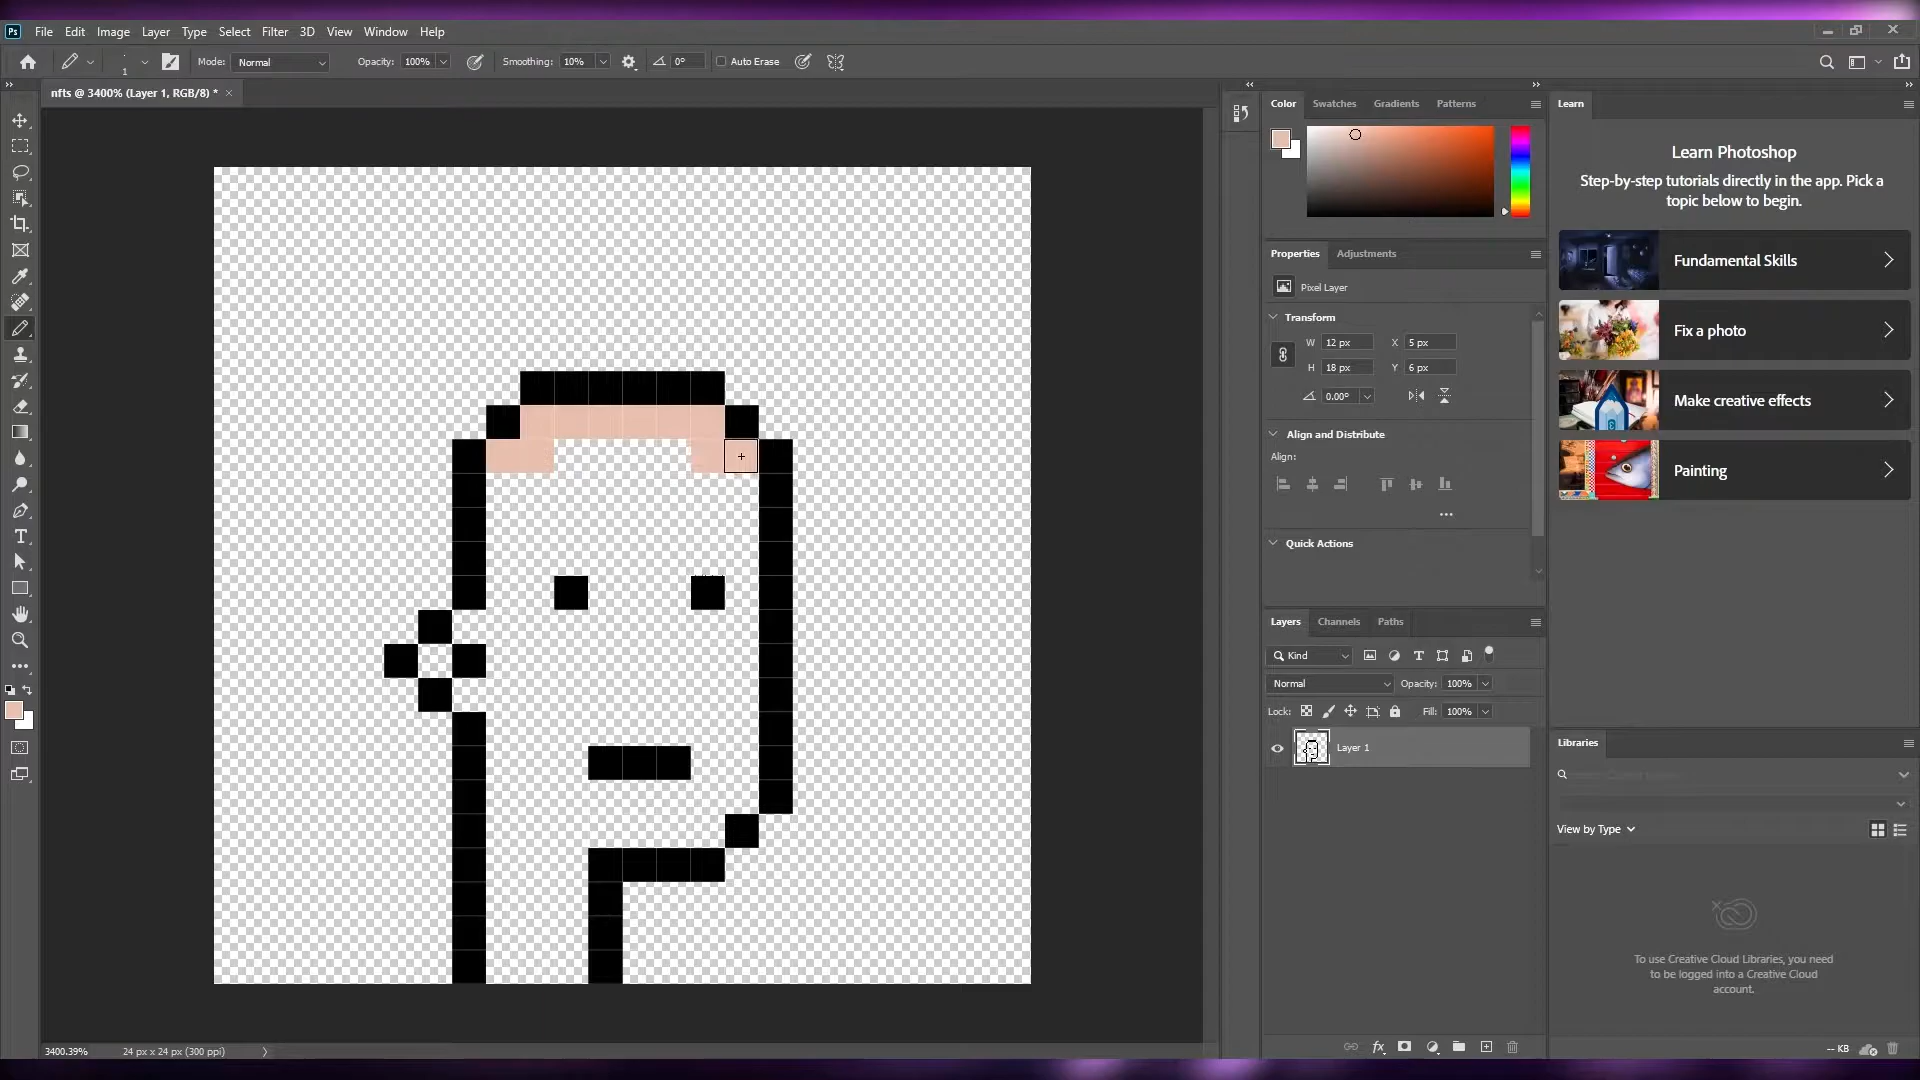 Ps File Edit Image Layer Type Select Filter 3D View Window Help
1 Mode: Normal Opacity: 100% Smoothing: 10% 0° Auto Erase
nfts @ 3400% (Layer 1, RGB/8) * ×
Color Swatches Gradients Patterns
Learn
Learn Photoshop
Step-by-step tutorials directly in the app. Pick a
topic below to begin.
Fundamental Skills
Fix a photo
Make creative effects
Painting
Properties Adjustments
Pixel Layer
Transform
W 12 px X 5 px
H 18 px Y 6 px
0.00°
Align and Distribute
Align:
Quick Actions
Layers Channels Paths
Kind
Normal Opacity: 100%
Lock: Fill: 100%
Layer 1
Libraries
View by Type
To use Creative Cloud Libraries, you need
to be logged into a Creative Cloud
account.
-- KB
3400.39% 24 px x 24 px (300 ppi)